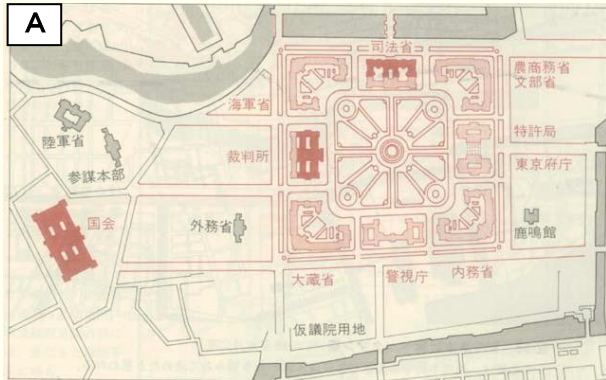 A
司法省
農商務省
文部省
海軍省
陸軍省
特許局
裁判所
東京府庁
参謀本部
国会
外務省
鹿鳴館
大蔵省
警視庁
内務省
仮議院用地